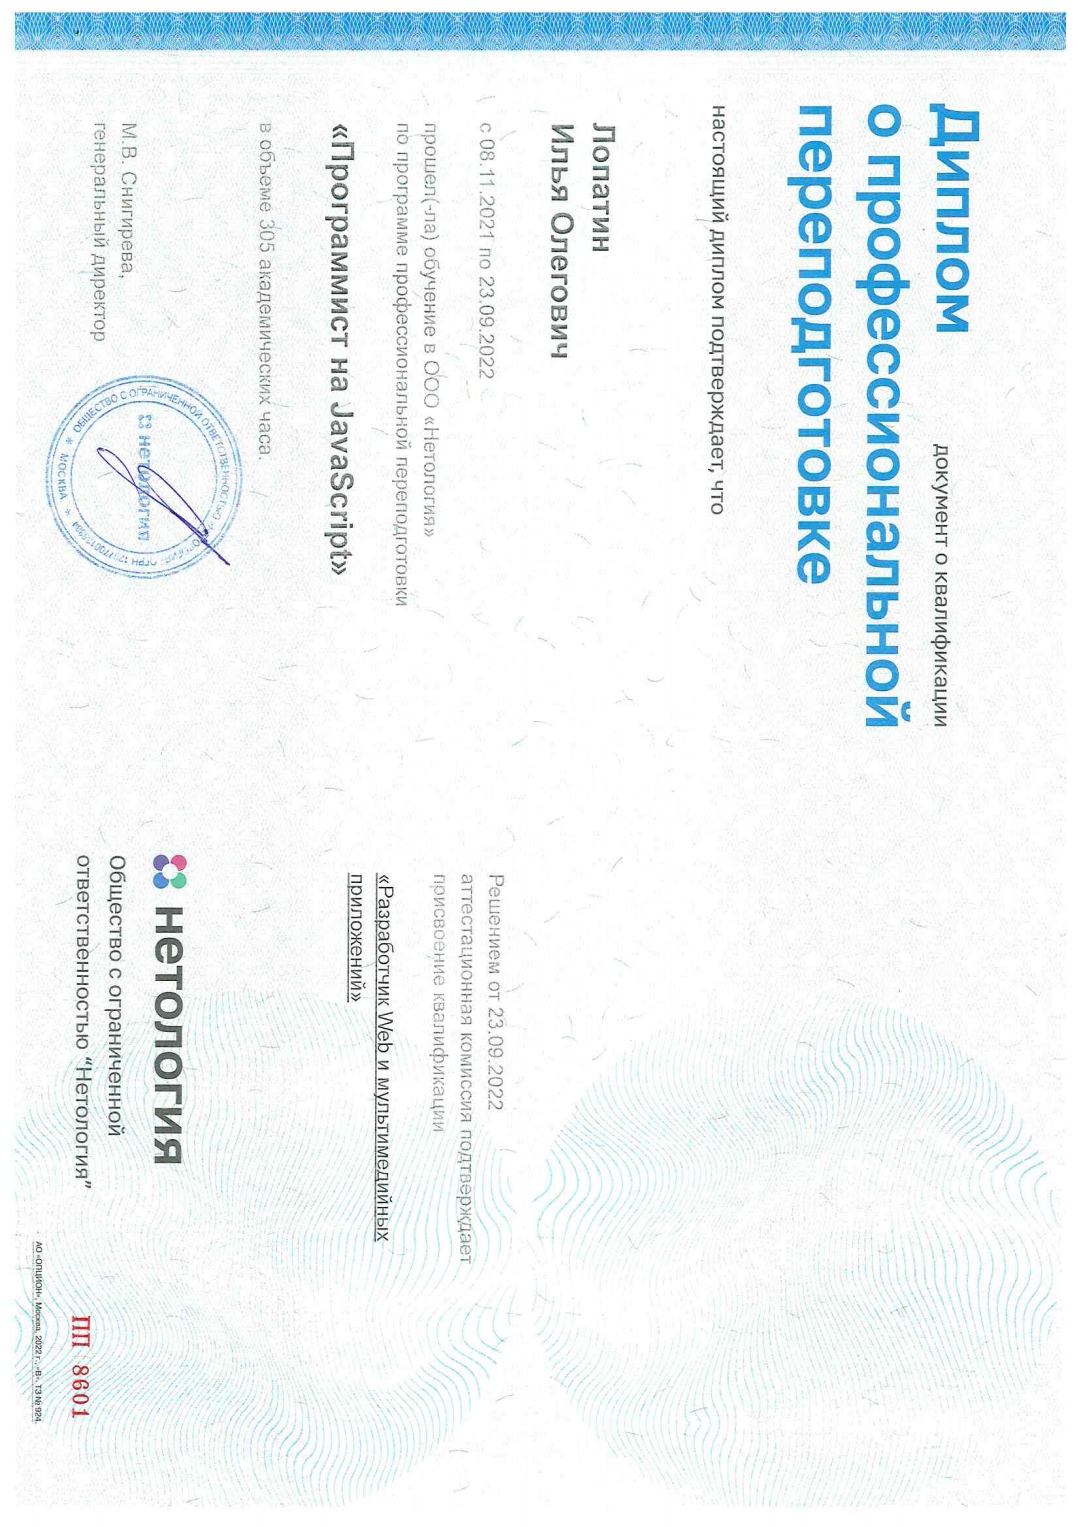 Диплом
документ о квалификации
о профессиональной
переподготовке
настоящий диплом подтверждает, что
Лопатин
Илья Олегович
с 08.11.2021 по 23.09.2022
прошел(-ла) обучение в ООО «Нетология»
по программе профессиональной переподготовки
«Программист на JavaScript»
в объеме 305 академических часа.
М.В. Снигирева,
генеральный директор
ОБЩЕСТВО С ОГРАНИЧЕННОЙ ОТВЕТСТВЕННОСТЬЮ
нетология
* МОСКВА *
Решением от 23.09.2022
аттестационная комиссия подтверждает
присвоение квалификации
«Разработчик Web и мультимедийных
приложений»
нетология
Общество с ограниченной
ответственностью “Нетология”
ПП 8601
АО «ОПЦИОН», Москва, 2022 г., «В». ТЗ № 924.